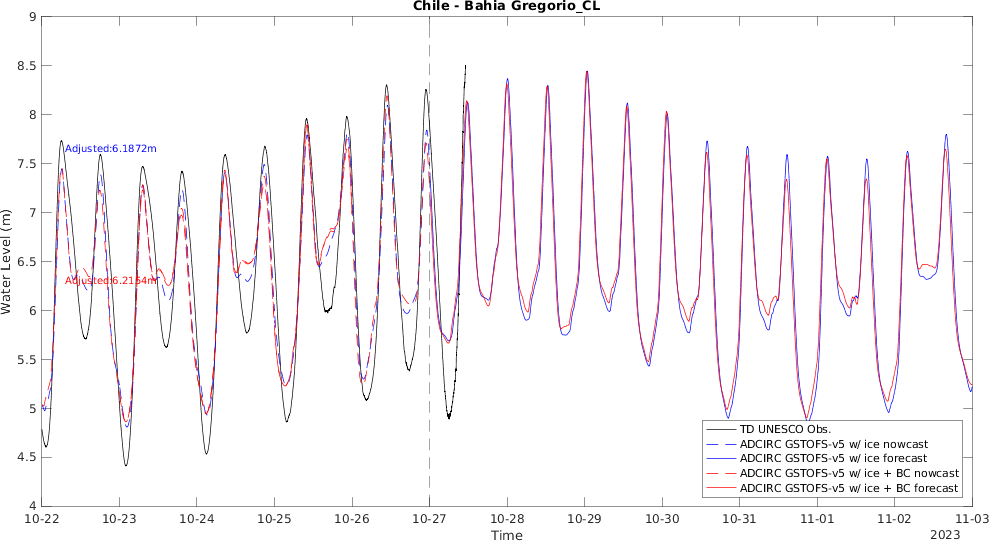 Chile - Bahia Gregorio_CL
9
8.5
8
7.5
7
6.5
6
5.5
5
4.5
4
Water Level (m)
Adjusted:6.1872m
Adjusted:6.2154m
TD UNESCO Obs.
ADCIRC GSTOFS-v5 w/ ice nowcast
ADCIRC GSTOFS-v5 w/ ice forecast
ADCIRC GSTOFS-v5 w/ ice + BC nowcast
ADCIRC GSTOFS-v5 w/ ice + BC forecast
10-22 10-23 10-24 10-25 10-26 10-27 10-28 10-29 10-30 10-31 11-01 11-02 11-03
Time
2023